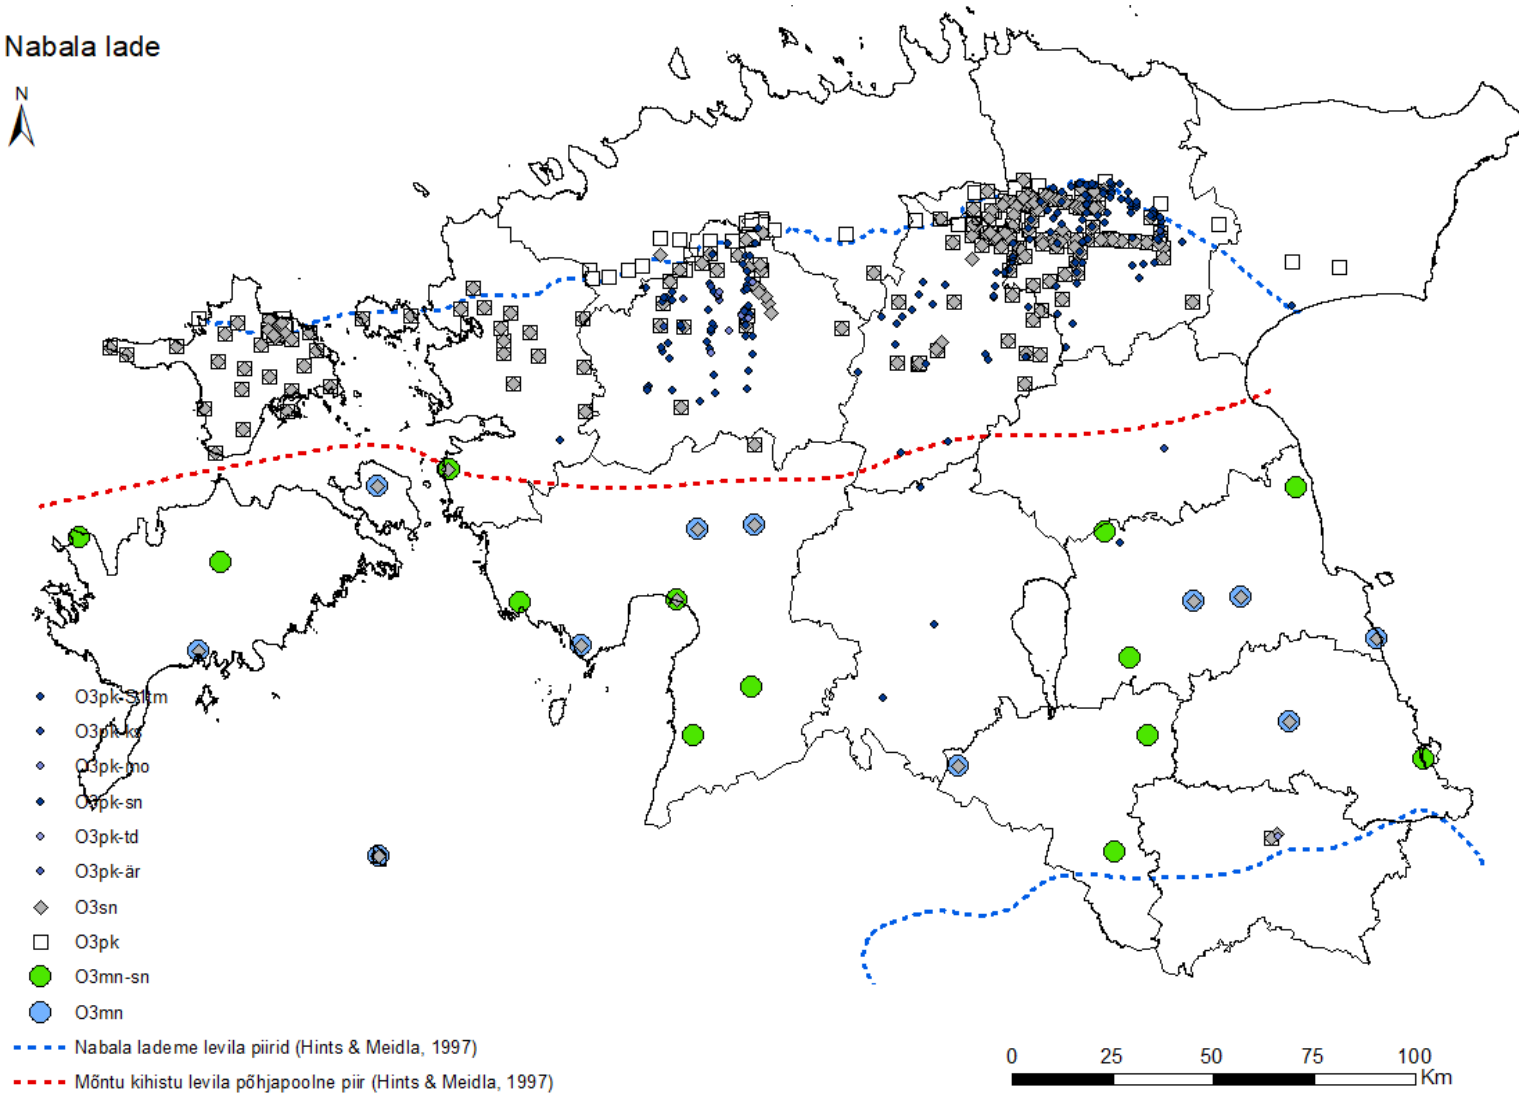 Nabala lade
N
O3pk-S1tm
O3pk-ks
O3pk-mo
O3pk-sn
O3pk-td
O3pk-är
O3sn
O3pk
O3mn-sn
O3mn
Nabala lademe levila piirid (Hints & Meidla, 1997)
Mõntu kihistu levila põhjapoolne piir (Hints & Meidla, 1997)
0 25 50 75 100
Km